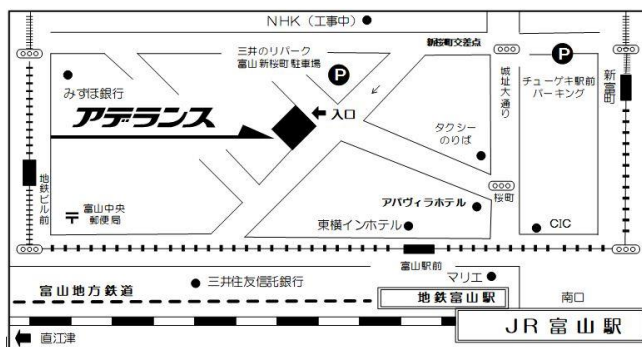 NHK（工事中）
三井のリパーク
富山新桜町駐車場
P
新桜町交差点
P
みずほ銀行
アデランス
入口
城址大通り
チューゲキ駅前
パーキング
新富町
タクシー
のりば
地鉄ビル前
〒
富山中央
郵便局
アパヴィラホテル
桜町
東横インホテル
CIC
富山駅前
三井住友信託銀行
マリエ
富山地方鉄道
地鉄富山駅
南口
JR富山駅
直江津